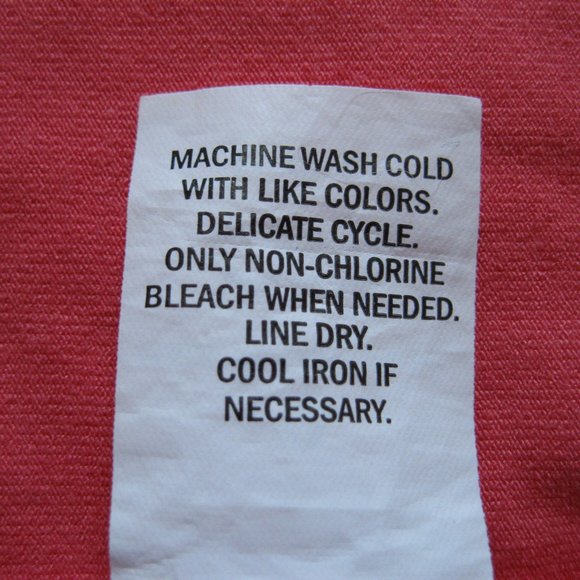 MACHINE WASH COLD
WITH LIKE COLORS.
DELICATE CYCLE.
ONLY NON-CHLORINE
BLEACH WHEN NEEDED.
LINE DRY.
COOL IRON IF
NECESSARY.